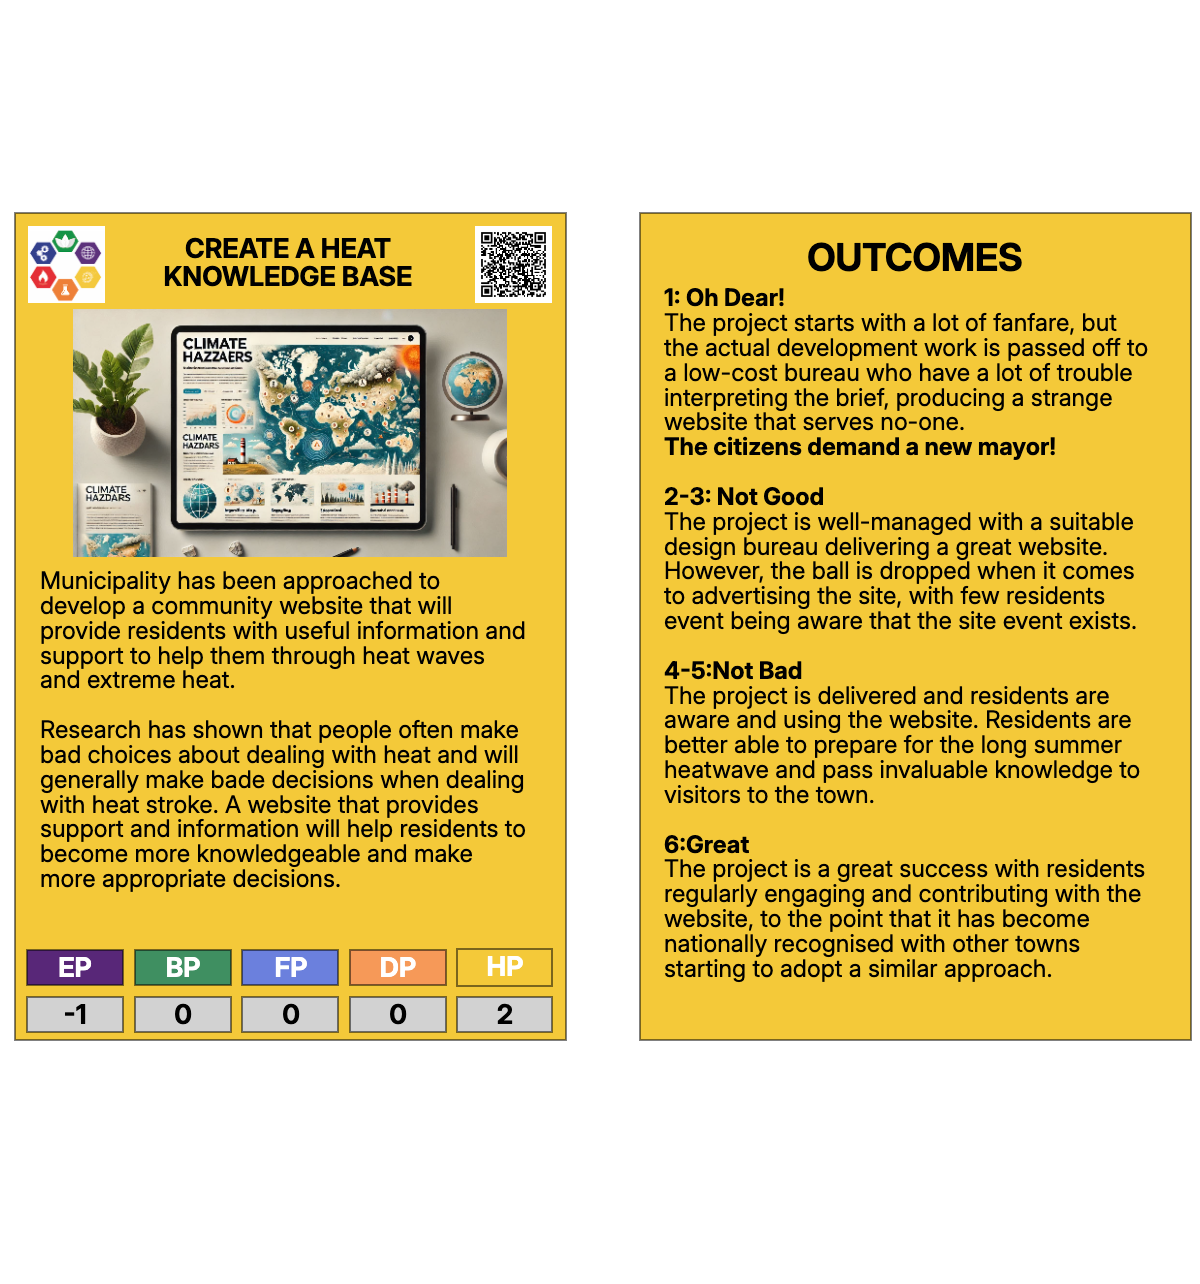 CREATE A HEAT
KNOWLEDGE BASE
CLIMATE
HAZZAERS
CLIMATE
HAZDARS
CLIMATE
HAZDARS
Municipality has been approached to
develop a community website that will
provide residents with useful information and
support to help them through heat waves
and extreme heat.
Research has shown that people often make
bad choices about dealing with heat and will
generally make bade decisions when dealing
with heat stroke. A website that provides
support and information will help residents to
become more knowledgeable and make
more appropriate decisions.
EP BP FP DP HP
-1 0 0 0 2
OUTCOMES
1: Oh Dear!
The project starts with a lot of fanfare, but
the actual development work is passed off to
a low-cost bureau who have a lot of trouble
interpreting the brief, producing a strange
website that serves no-one.
The citizens demand a new mayor!
2-3: Not Good
The project is well-managed with a suitable
design bureau delivering a great website.
However, the ball is dropped when it comes
to advertising the site, with few residents
event being aware that the site event exists.
4-5:Not Bad
The project is delivered and residents are
aware and using the website. Residents are
better able to prepare for the long summer
heatwave and pass invaluable knowledge to
visitors to the town.
6:Great
The project is a great success with residents
regularly engaging and contributing with the
website, to the point that it has become
nationally recognised with other towns
starting to adopt a similar approach.